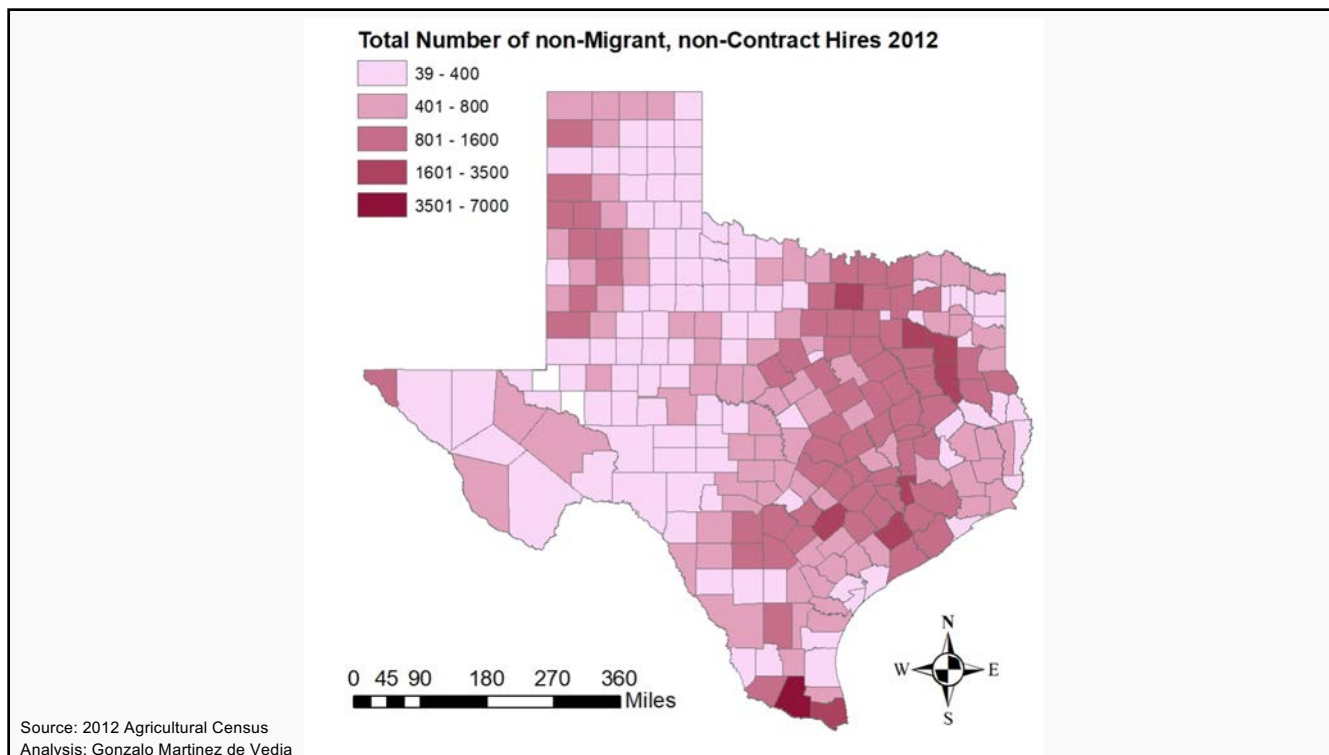 Total Number of non-Migrant, non-Contract Hires 2012
39 - 400
401 - 800
801 - 1600
1601 - 3500
3501 - 7000
N
W E
S
0 45 90 180 270 360
Miles
Source: 2012 Agricultural Census
Analysis: Gonzalo Martinez de Vedia